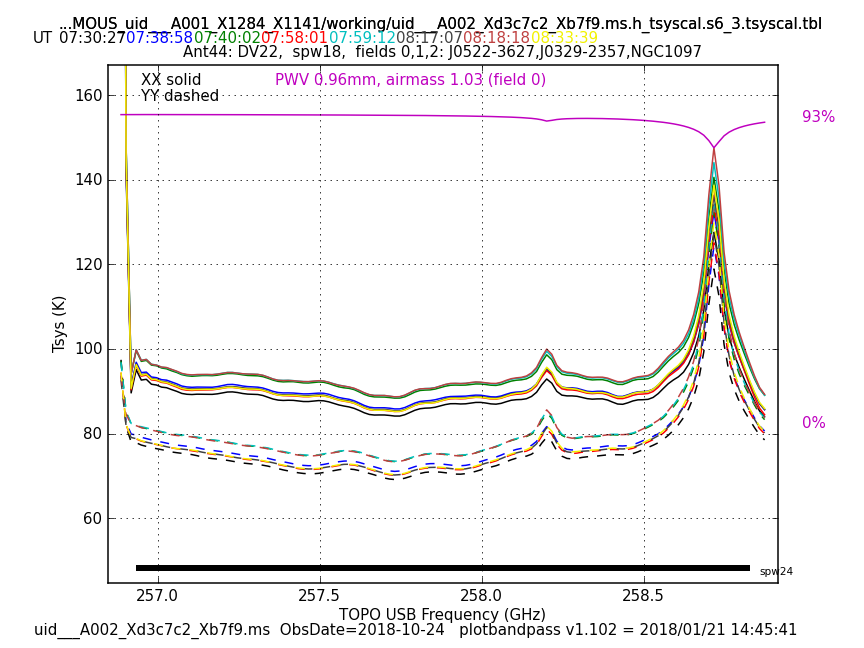 ...MOUS_uid___A001_X1284_X1141/working/uid___A002_Xd3c7c2_Xb7f9.ms.h_tsyscal.s6_3.tsyscal.tbl
UT 07:30:27 07:38:58 07:40:02 07:58:01 07:59:12 08:17:07 08:18:18 08:33:39
Ant44: DV22, spw18, fields 0,1,2: J0522-3627,J0329-2357,NGC1097
XX solid PWV 0.96mm, airmass 1.03 (field 0)
YY dashed
160
93%
140
120
Tsys (K)
100
80
0%
60
spw24
257.0 257.5 258.0 258.5
TOPO USB Frequency (GHz)
uid___A002_Xd3c7c2_Xb7f9.ms ObsDate=2018-10-24 plotbandpass v1.102 = 2018/01/21 14:45:41